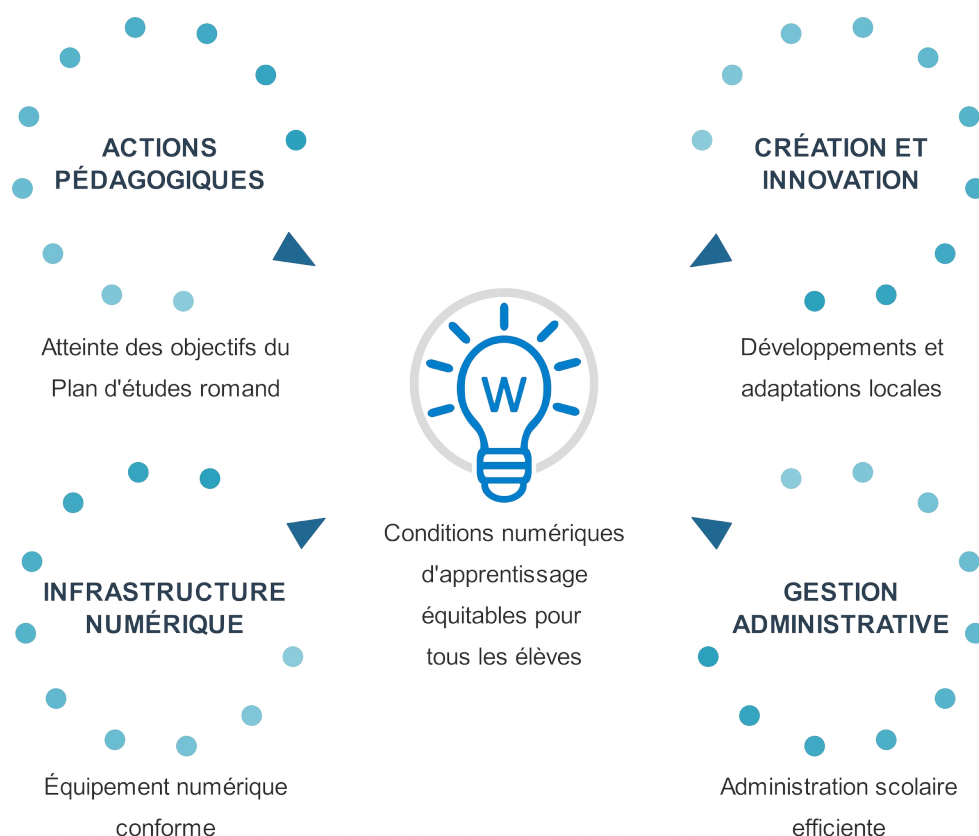 ACTIONS
PÉDAGOGIQUES
Atteinte des objectifs du
Plan d'études romand
CRÉATION ET
INNOVATION
Développements et
adaptations locales
W
Conditions numériques
d'apprentissage
équitables pour
tous les élèves
INFRASTRUCTURE
NUMÉRIQUE
Équipement numérique
conforme
GESTION
ADMINISTRATIVE
Administration scolaire
efficiente